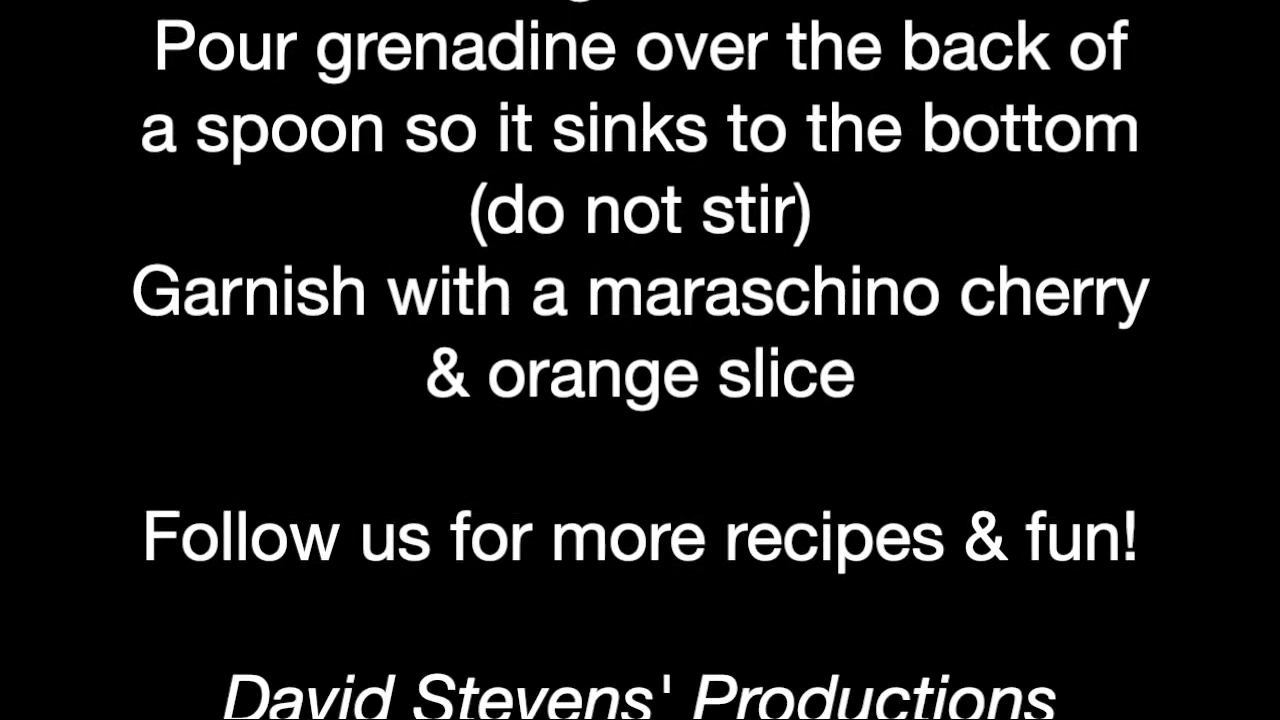 Pour grenadine over the back of
a spoon so it sinks to the bottom
(do not stir)
Garnish with a maraschino cherry
& orange slice
Follow us for more recipes & fun!
David Stevens' Productions